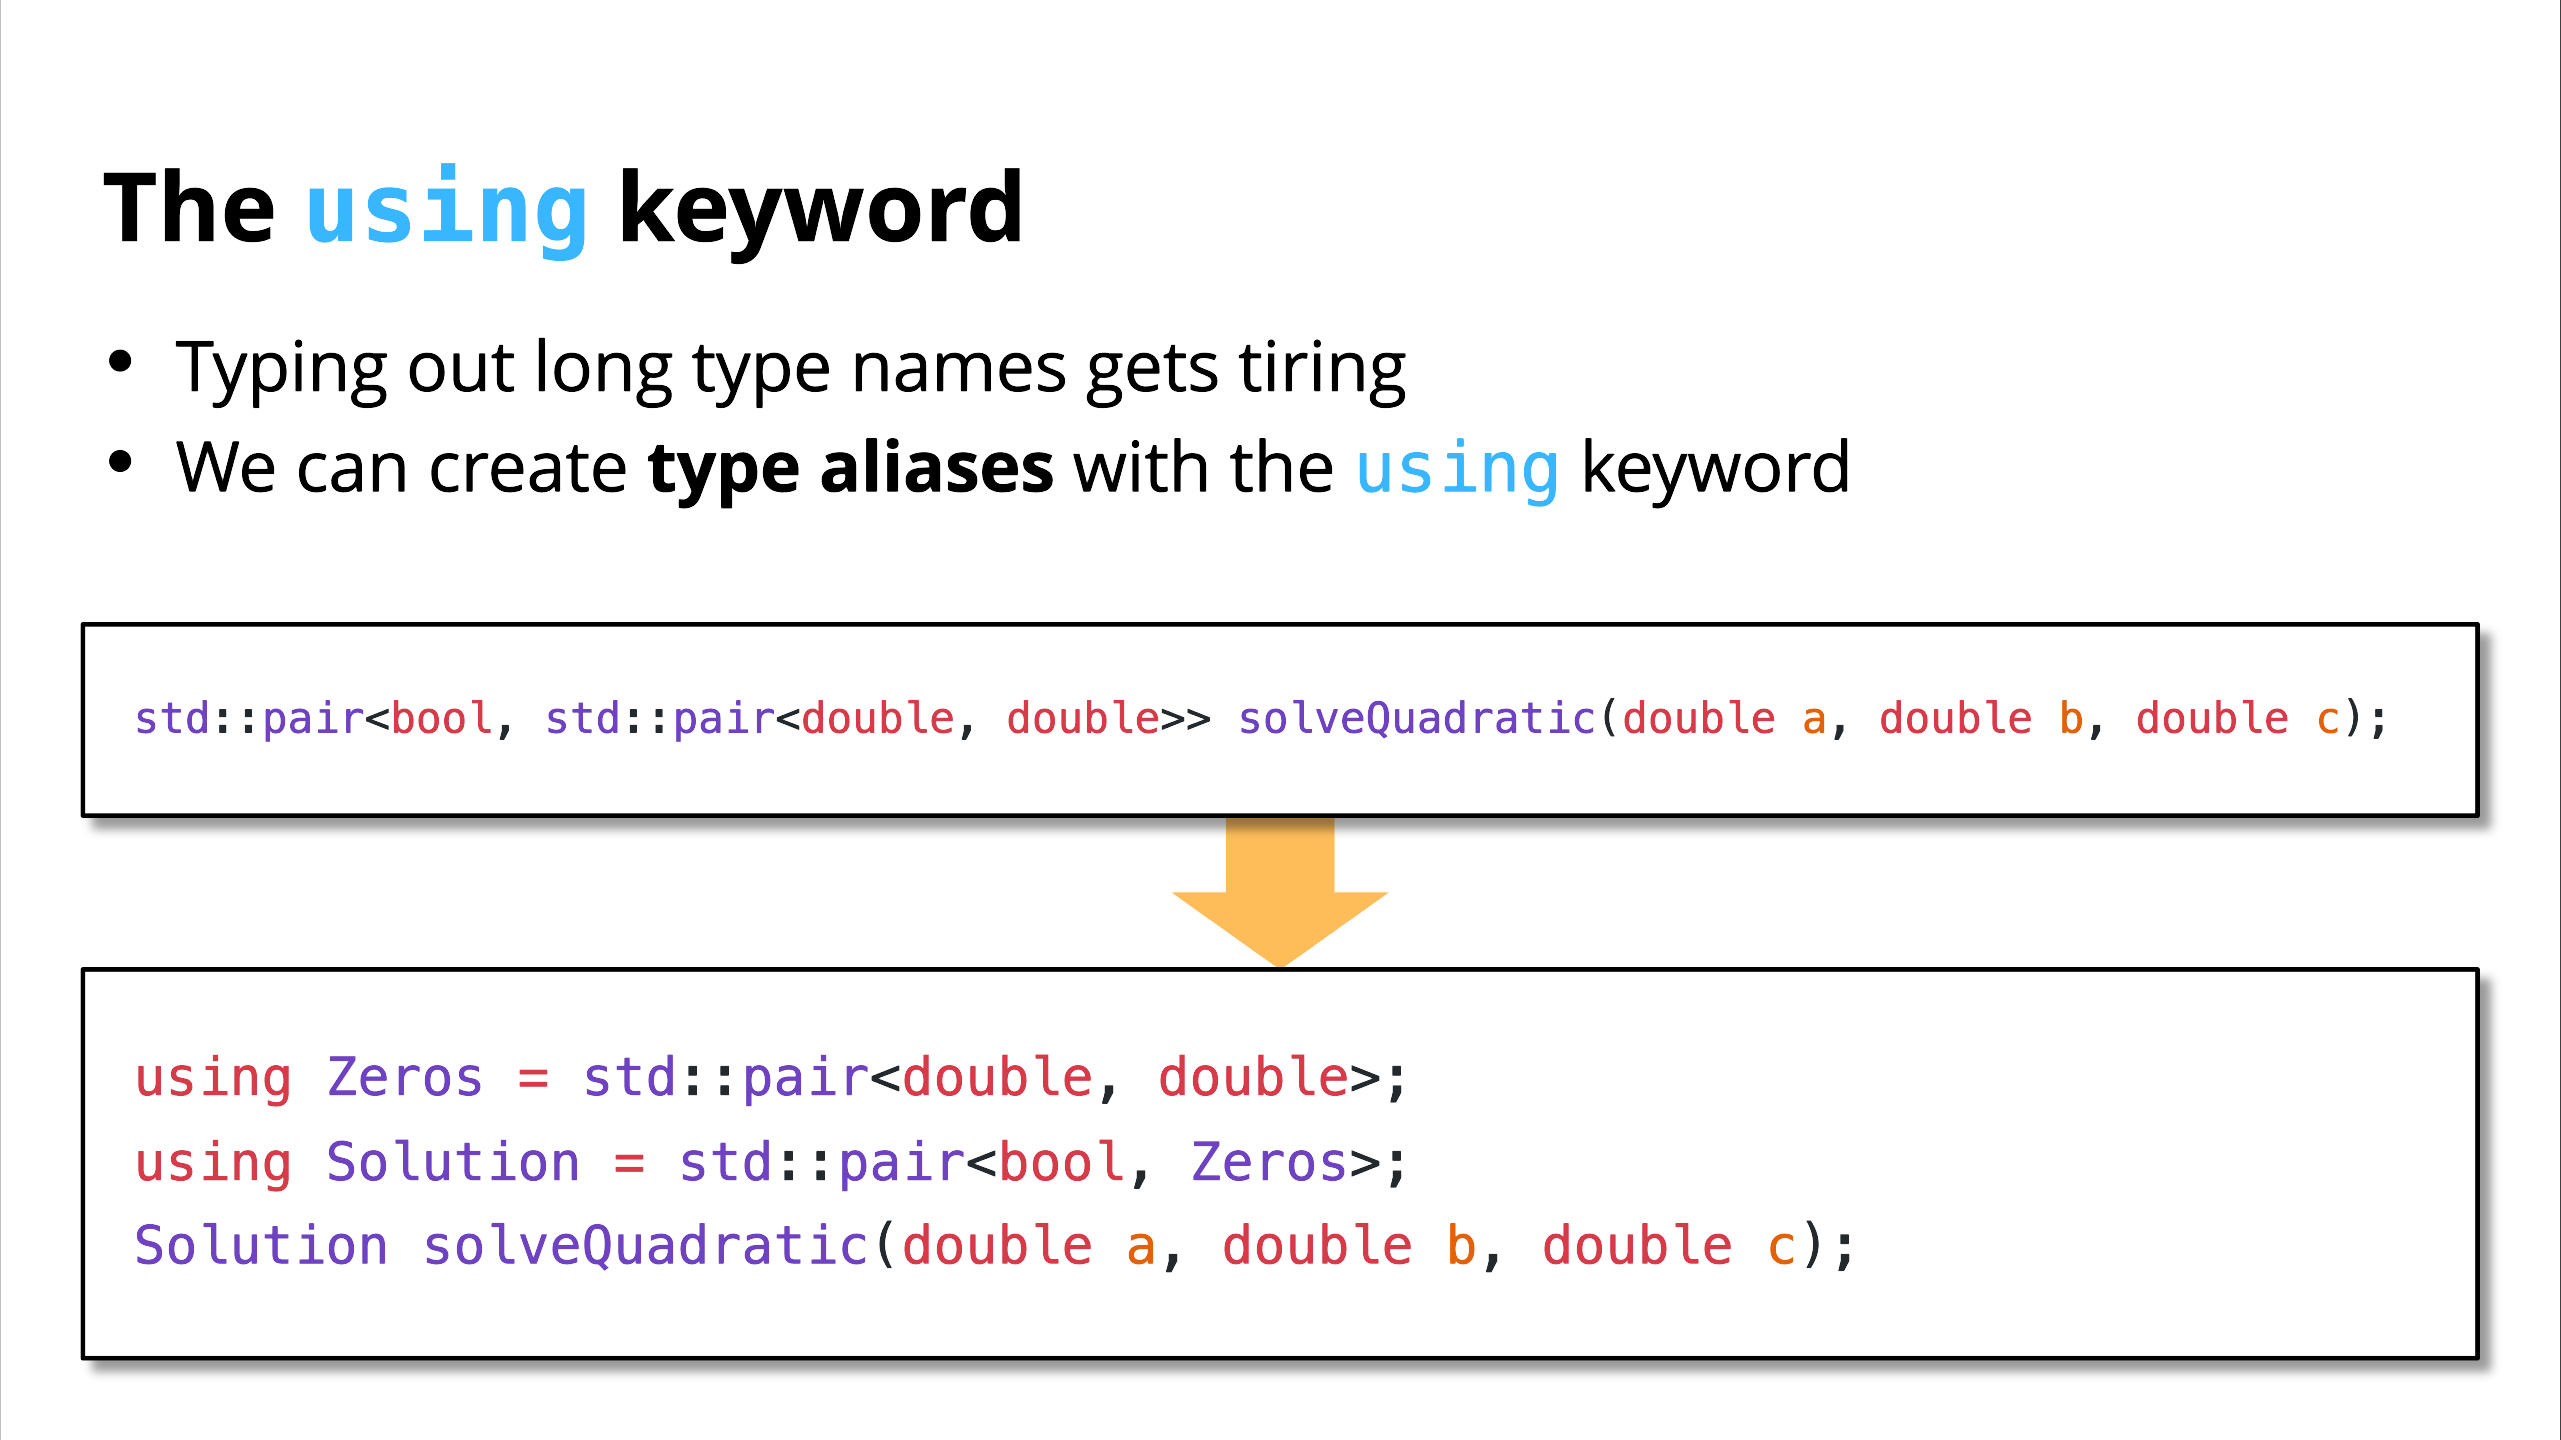 The using keyword
• Typing out long type names gets tiring
• We can create type aliases with the using keyword
std::pair<bool, std::pair<double, double>> solveQuadratic(double a, double b, double c);
using Zeros = std::pair<double, double>;
using Solution = std::pair<bool, Zeros>;
Solution solveQuadratic(double a, double b, double c);